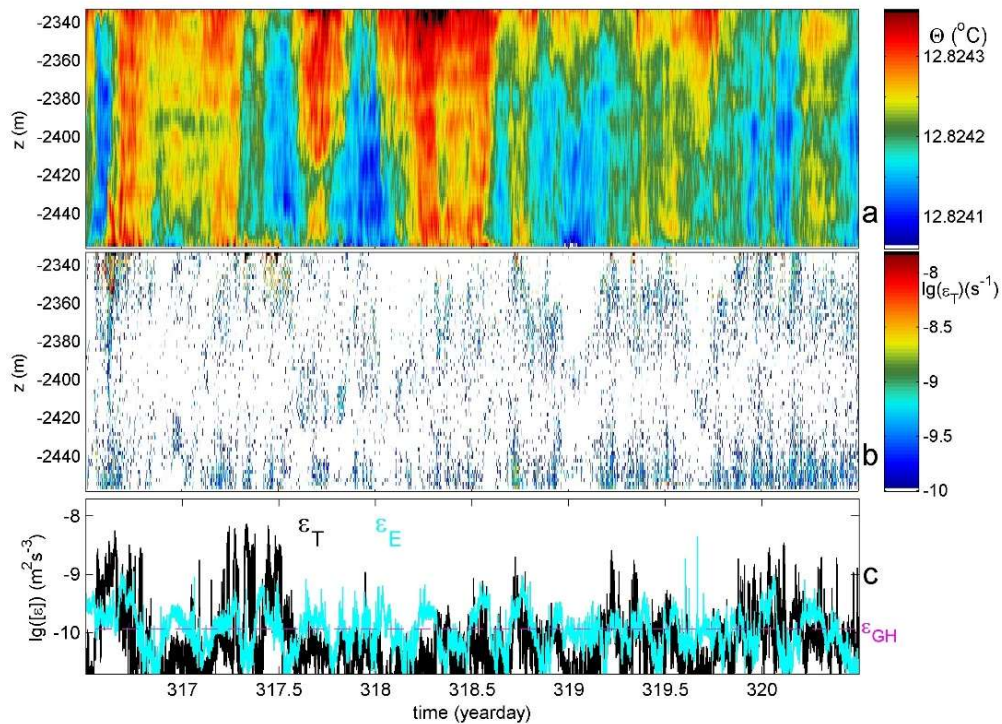 -2340
-2360
-2380
-2400
-2420
-2440
z (m)
a
Θ (°C)
12.8243
12.8242
12.8241
-2340
-2360
-2380
-2400
-2420
-2440
z (m)
b
-8
lg(ε_T)(s⁻¹)
-8.5
-9
-9.5
-10
-8
-9
-10
lg([ε]) (m²s⁻³)
ε_T
ε_E
c
ε_GH
317
317.5
318
318.5
319
319.5
320
time (yearday)